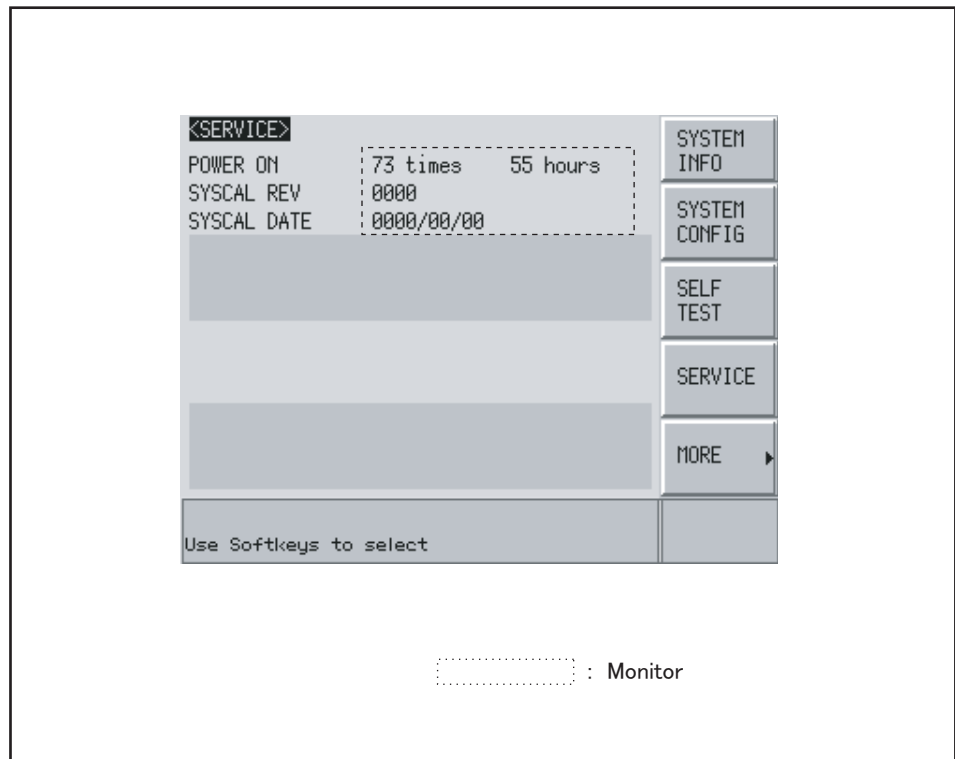 <SERVICE>
POWER ON 73 times 55 hours
SYSCAL REV 0000
SYSCAL DATE 0000/00/00
SYSTEM
INFO
SYSTEM
CONFIG
SELF
TEST
SERVICE
MORE
Use Softkeys to select
: Monitor